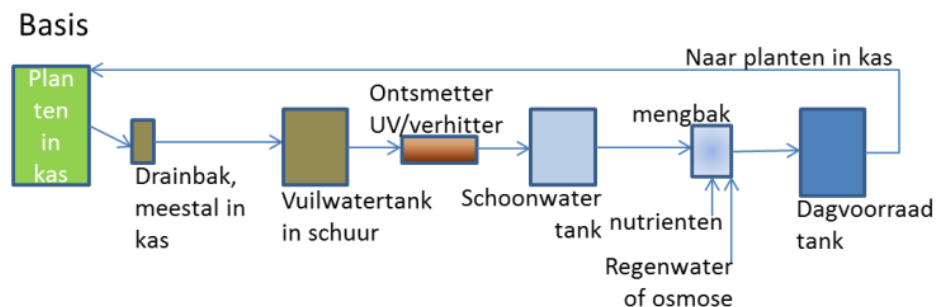 Basis
Naar planten in kas
Plan
ten
in
kas
Drainbak,
meestal in
kas
Vuilwatertank
in schuur
Ontsmetter
UV/verhitter
Schoonwater
tank
mengbak
nutrienten
Regenwater
of osmose
Dagvoorraad
tank